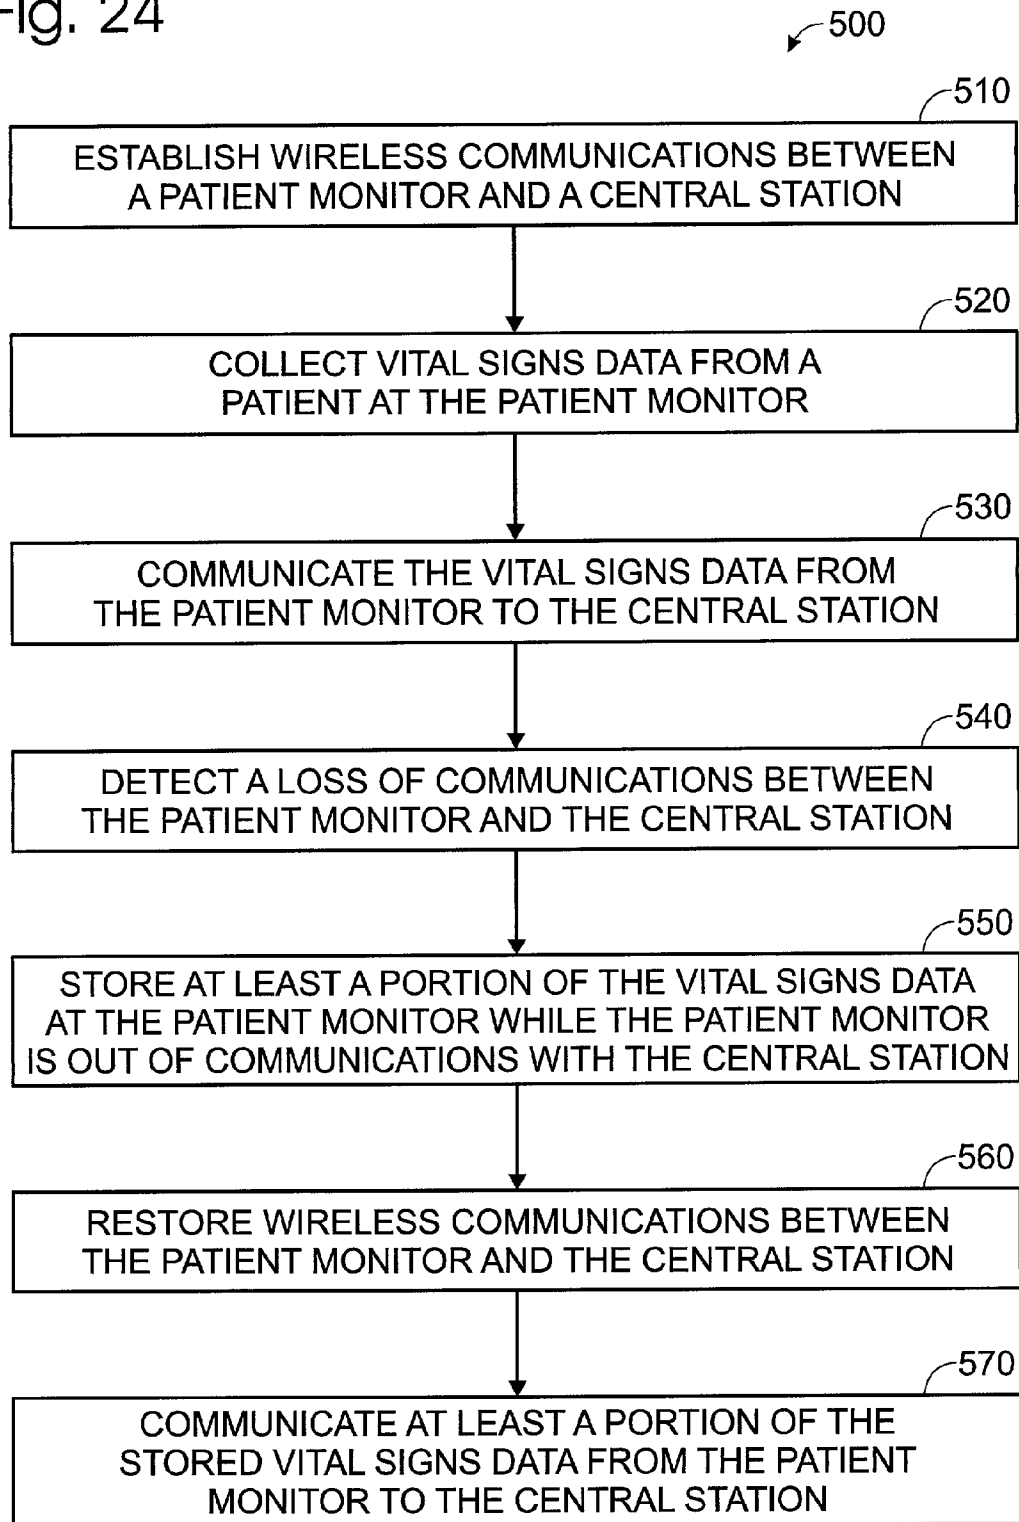 Fig. 24
500
510
ESTABLISH WIRELESS COMMUNICATIONS BETWEEN
A PATIENT MONITOR AND A CENTRAL STATION
520
COLLECT VITAL SIGNS DATA FROM A
PATIENT AT THE PATIENT MONITOR
530
COMMUNICATE THE VITAL SIGNS DATA FROM
THE PATIENT MONITOR TO THE CENTRAL STATION
540
DETECT A LOSS OF COMMUNICATIONS BETWEEN
THE PATIENT MONITOR AND THE CENTRAL STATION
550
STORE AT LEAST A PORTION OF THE VITAL SIGNS DATA
AT THE PATIENT MONITOR WHILE THE PATIENT MONITOR
IS OUT OF COMMUNICATIONS WITH THE CENTRAL STATION
560
RESTORE WIRELESS COMMUNICATIONS BETWEEN
THE PATIENT MONITOR AND THE CENTRAL STATION
570
COMMUNICATE AT LEAST A PORTION OF THE
STORED VITAL SIGNS DATA FROM THE PATIENT
MONITOR TO THE CENTRAL STATION